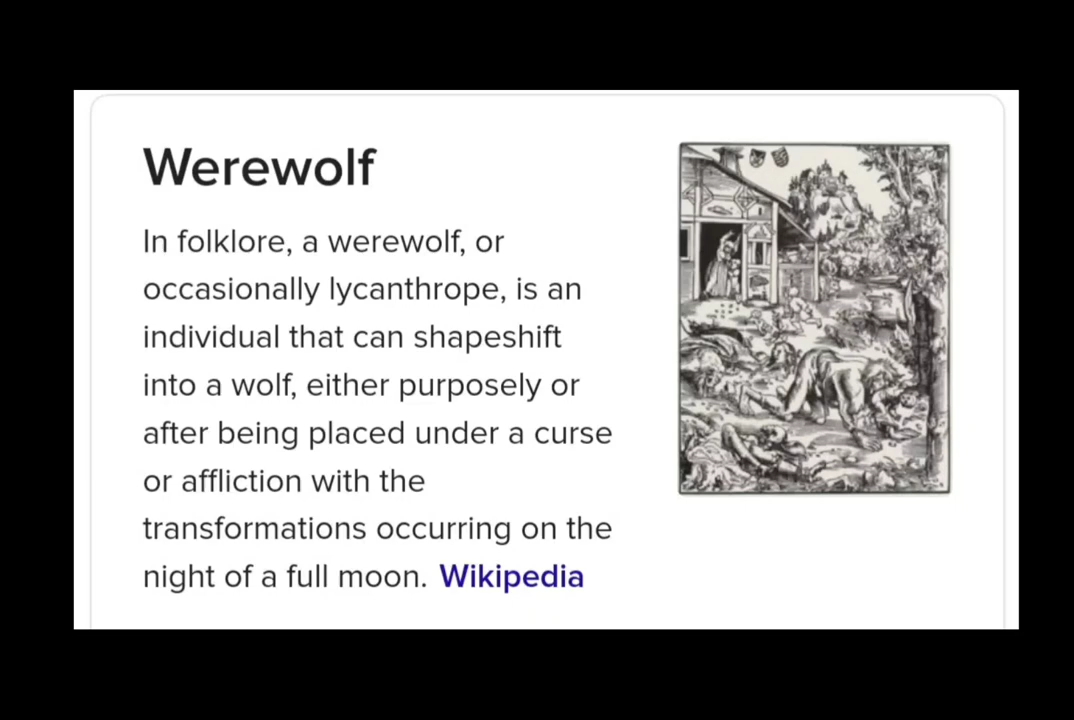 Werewolf
In folklore, a werewolf, or
occasionally lycanthrope, is an
individual that can shapeshift
into a wolf, either purposely or
after being placed under a curse
or affliction with the
transformations occurring on the
night of a full moon. Wikipedia